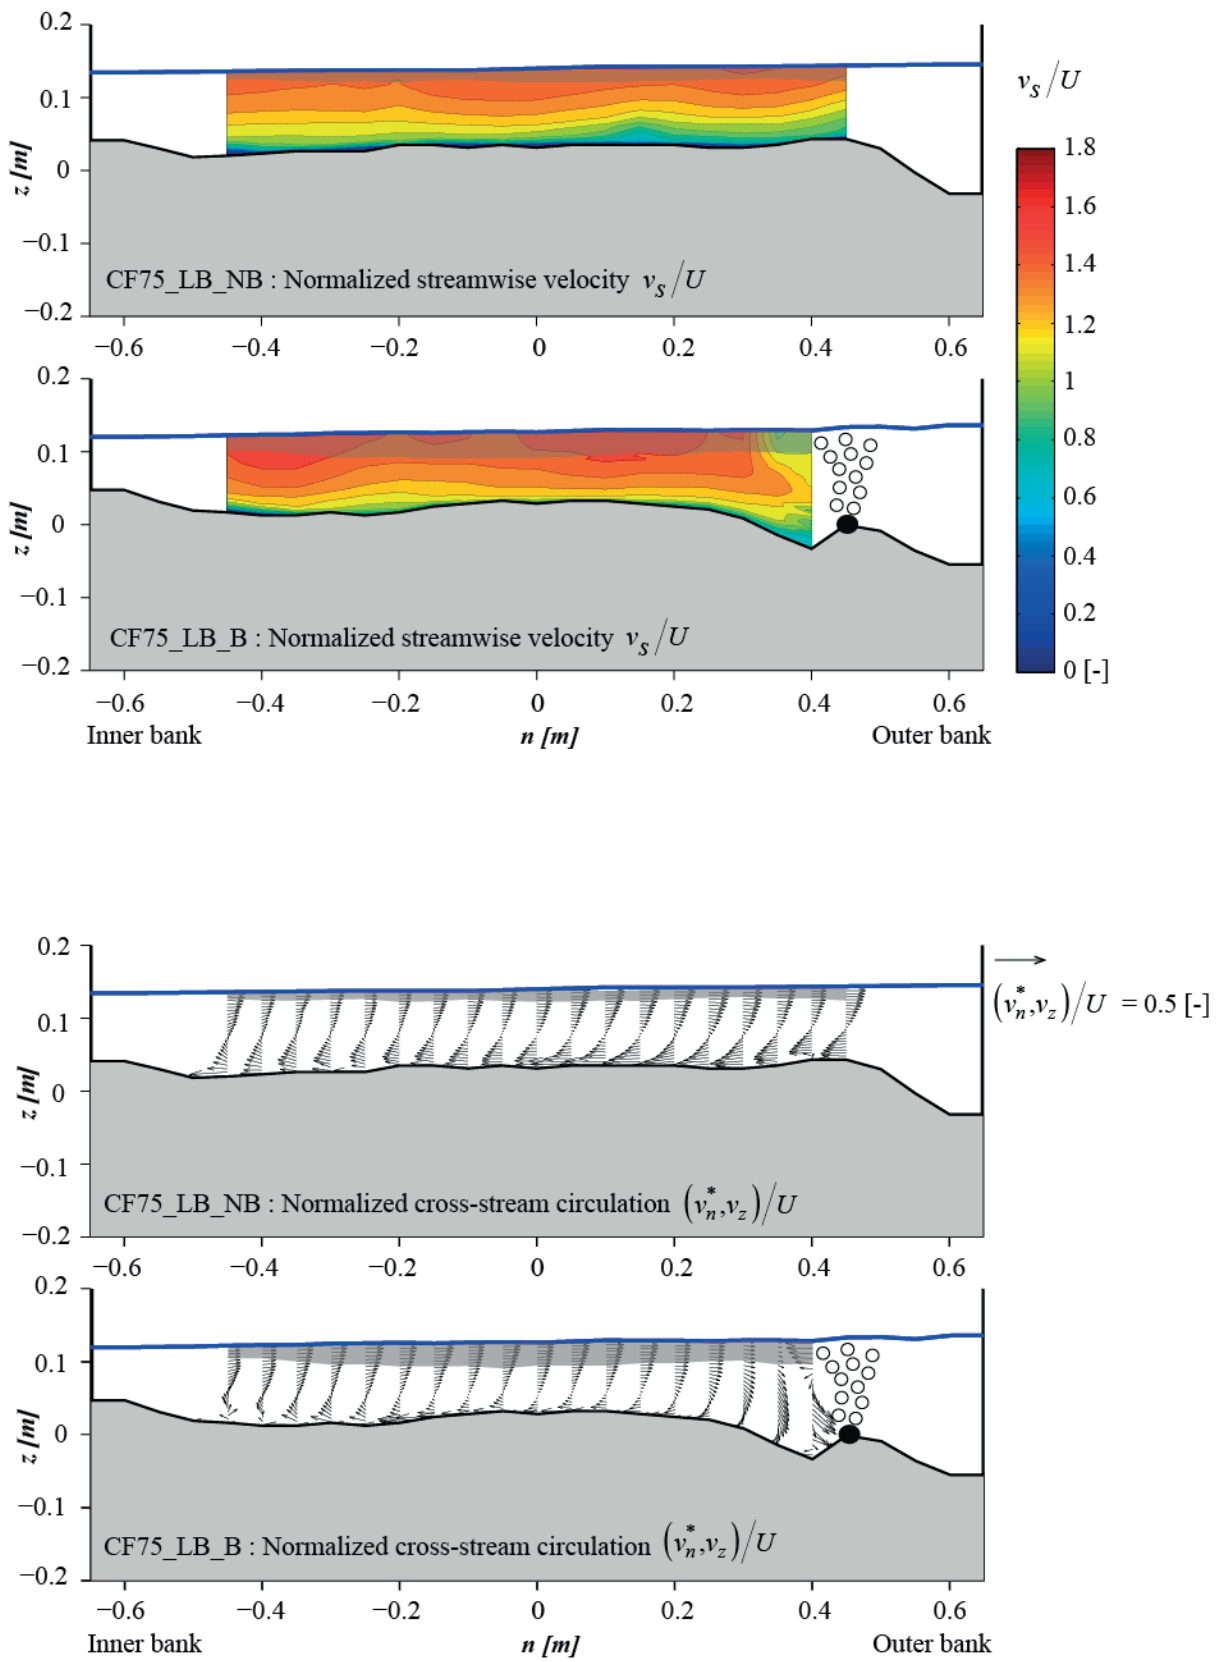 0.2
0.1
0
−0.1
−0.2
z [m]
CF75_LB_NB : Normalized streamwise velocity v_s/U
−0.6 −0.4 −0.2 0 0.2 0.4 0.6
v_s/U
1.8
1.6
1.4
1.2
1
0.8
0.6
0.4
0.2
0 [-]
0.2
0.1
0
−0.1
−0.2
z [m]
CF75_LB_B : Normalized streamwise velocity v_s/U
−0.6 −0.4 −0.2 0 0.2 0.4 0.6
Inner bank n [m] Outer bank
0.2
0.1
0
−0.1
−0.2
z [m]
(v_n^*,v_z)/U = 0.5 [-]
CF75_LB_NB : Normalized cross-stream circulation (v_n^*,v_z)/U
−0.6 −0.4 −0.2 0 0.2 0.4 0.6
0.2
0.1
0
−0.1
−0.2
z [m]
CF75_LB_B : Normalized cross-stream circulation (v_n^*,v_z)/U
−0.6 −0.4 −0.2 0 0.2 0.4 0.6
Inner bank n [m] Outer bank